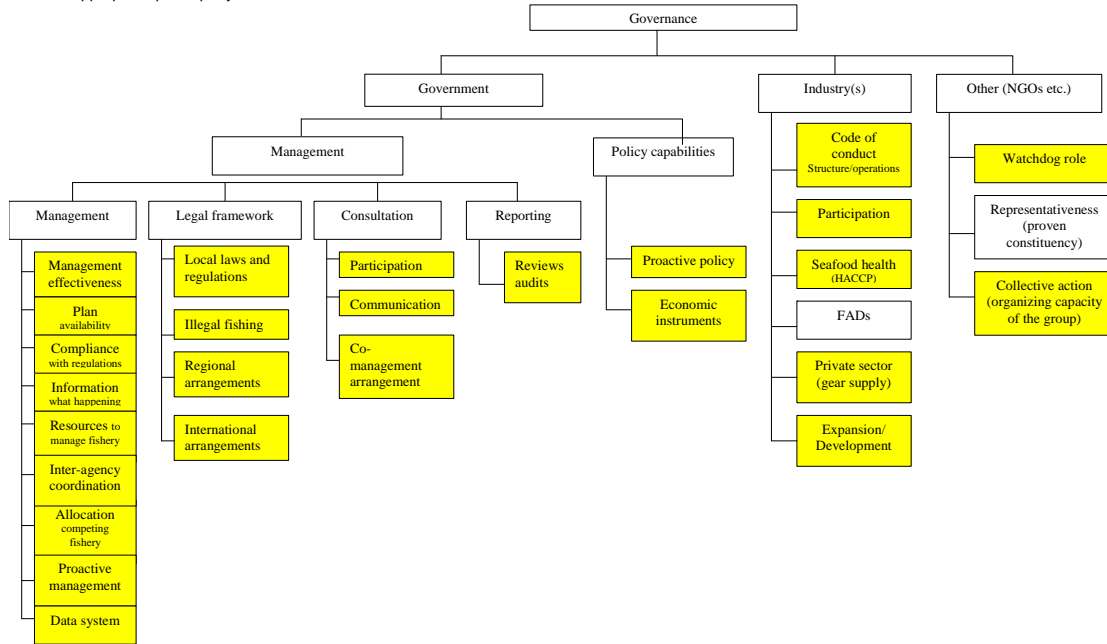 Governance
Government
Industry(s)
Other (NGOs etc.)
Management
Policy capabilities
Management
Legal framework
Consultation
Reporting
Management
effectiveness
Plan
availability
Compliance
with regulations
Information
what happening
Resources to
manage fishery
Inter-agency
coordination
Allocation
competing
fishery
Proactive
management
Data system
Local laws and
regulations
Illegal fishing
Regional
arrangements
International
arrangements
Participation
Communication
Co-
management
arrangement
Reviews
audits
Proactive policy
Economic
instruments
Code of
conduct
Structure/operations
Participation
Seafood health
(HACCP)
FADs
Private sector
(gear supply)
Expansion/
Development
Watchdog role
Representativeness
(proven
constituency)
Collective action
(organizing capacity
of the group)